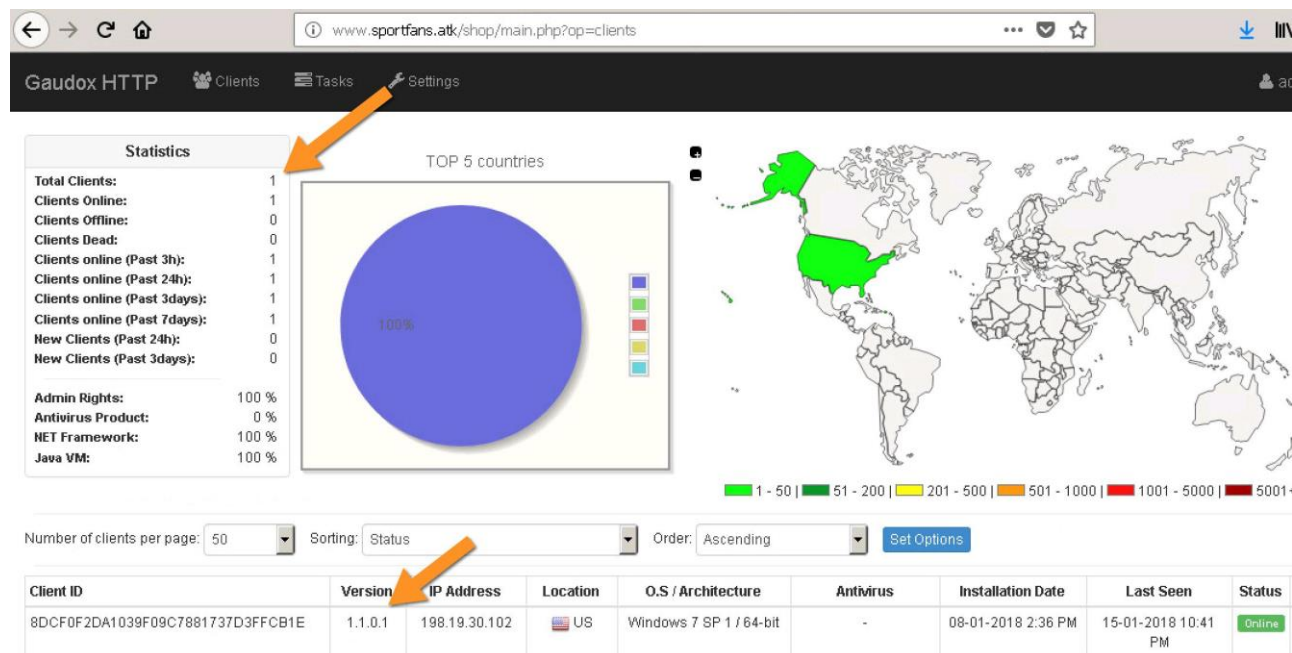 www.sportfans.atk/shop/main.php?op=clients
Gaudox HTTP Clients Tasks Settings
Statistics
Total Clients: 1
Clients Online: 1
Clients Offline: 0
Clients Dead: 0
Clients online (Past 3h): 1
Clients online (Past 24h): 1
Clients online (Past 3days): 1
Clients online (Past 7days): 1
New Clients (Past 24h): 0
New Clients (Past 3days): 0
Admin Rights: 100 %
Antivirus Product: 0 %
NET Framework: 100 %
Java VM: 100 %
TOP 5 countries
100%
1 - 50 | 51 - 200 | 201 - 500 | 501 - 1000 | 1001 - 5000 | 5001+
Number of clients per page: 50 Sorting: Status Order: Ascending Set Options
Client ID Version IP Address Location O.S / Architecture Antivirus Installation Date Last Seen Status
8DCF0F2DA1039F09C7881737D3FFCB1E 1.1.0.1 198.19.30.102 US Windows 7 SP 1 / 64-bit - 08-01-2018 2:36 PM 15-01-2018 10:41 PM Online